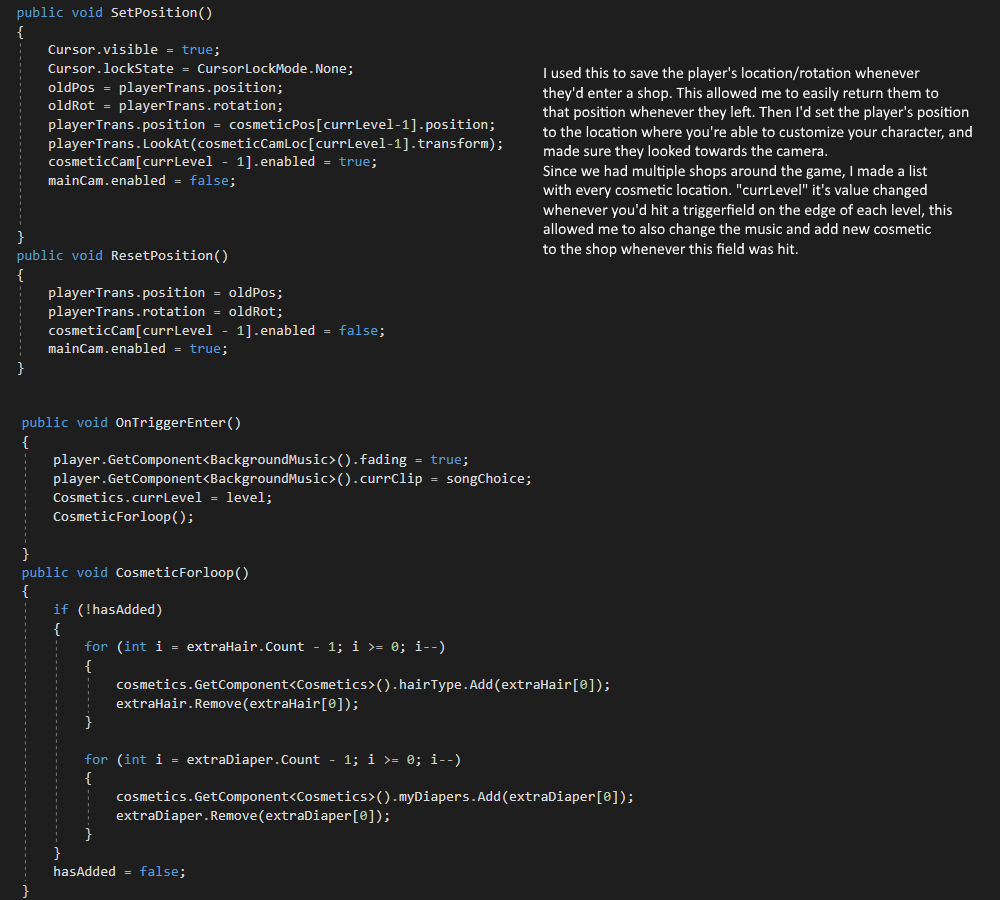 public void SetPosition()
{
Cursor.visible = true;
Cursor.lockState = CursorLockMode.None;
oldPos = playerTrans.position;
oldRot = playerTrans.rotation;
playerTrans.position = cosmeticPos[currLevel-1].position;
playerTrans.LookAt(cosmeticCamLoc[currLevel-1].transform);
cosmeticCam[currLevel - 1].enabled = true;
mainCam.enabled = false;
}
public void ResetPosition()
{
playerTrans.position = oldPos;
playerTrans.rotation = oldRot;
cosmeticCam[currLevel - 1].enabled = false;
mainCam.enabled = true;
}
I used this to save the player's location/rotation whenever
they'd enter a shop. This allowed me to easily return them to
that position whenever they left. Then I'd set the player's position
to the location where you're able to customize your character, and
made sure they looked towards the camera.
Since we had multiple shops around the game, I made a list
with every cosmetic location. "currLevel" it's value changed
whenever you'd hit a triggerfield on the edge of each level, this
allowed me to also change the music and add new cosmetic
to the shop whenever this field was hit.
public void OnTriggerEnter()
{
player.GetComponent<BackgroundMusic>().fading = true;
player.GetComponent<BackgroundMusic>().currClip = songChoice;
Cosmetics.currLevel = level;
CosmeticForloop();
}
public void CosmeticForloop()
{
if (!hasAdded)
{
for (int i = extraHair.Count - 1; i >= 0; i--)
{
cosmetics.GetComponent<Cosmetics>().hairType.Add(extraHair[0]);
extraHair.Remove(extraHair[0]);
}
for (int i = extraDiaper.Count - 1; i >= 0; i--)
{
cosmetics.GetComponent<Cosmetics>().myDiapers.Add(extraDiaper[0]);
extraDiaper.Remove(extraDiaper[0]);
}
}
hasAdded = false;
}